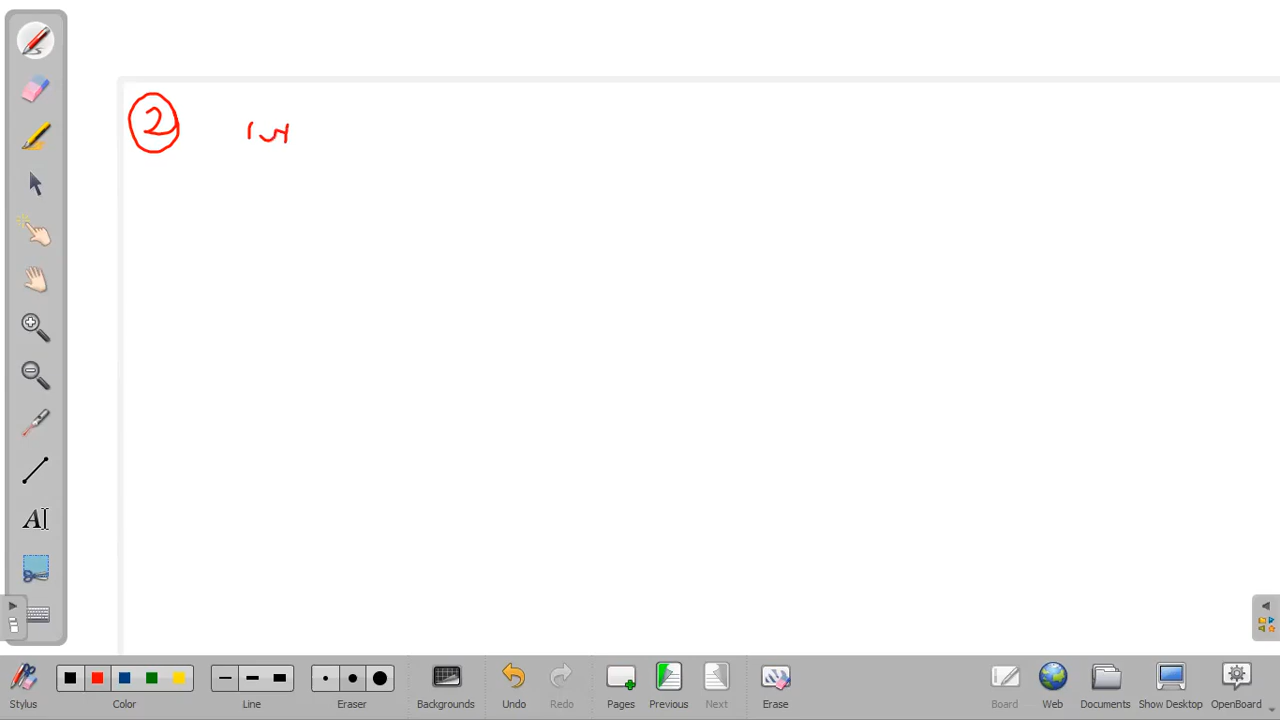 ②
Color
Line
Eraser
Backgrounds
Undo
Redo
Pages
Previous
Next
Erase
Board
Web
Documents
Show Desktop
OpenBoard
Stylus